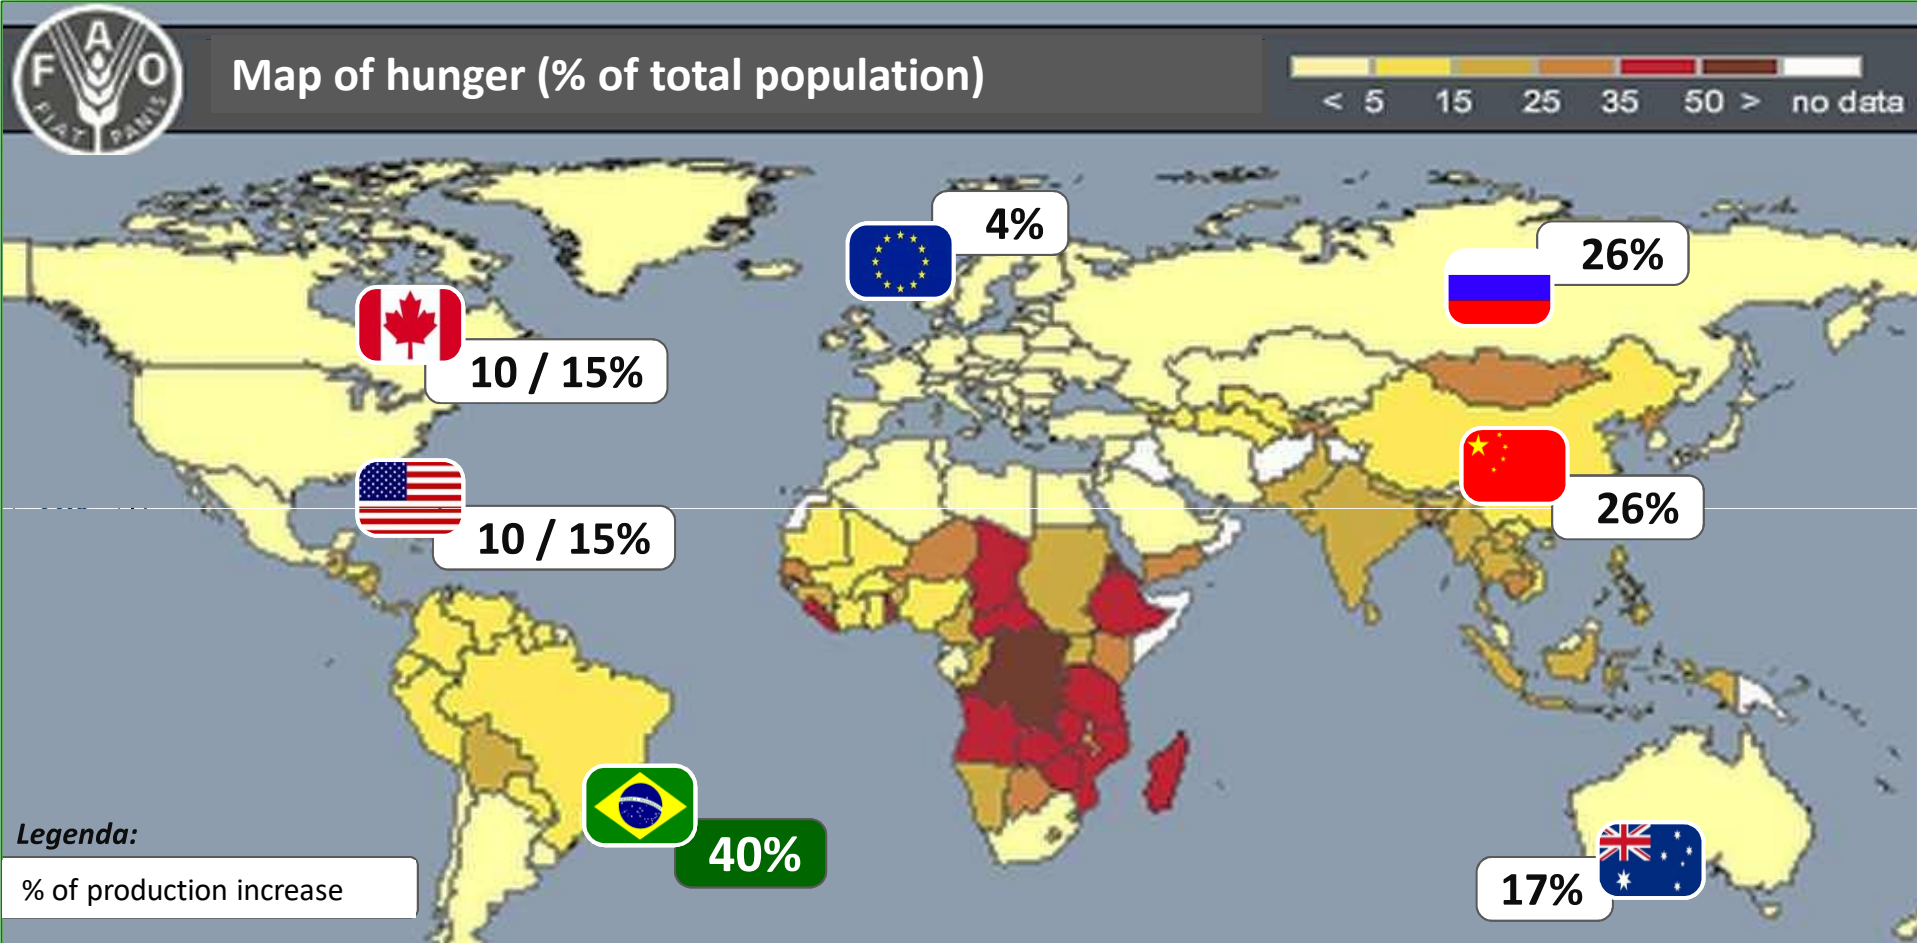 F A O
FIAT PANIS
Map of hunger (% of total population)
< 5 15 25 35 50 > no data
4%
26%
10 / 15%
26%
10 / 15%
40%
17%
Legenda:
% of production increase